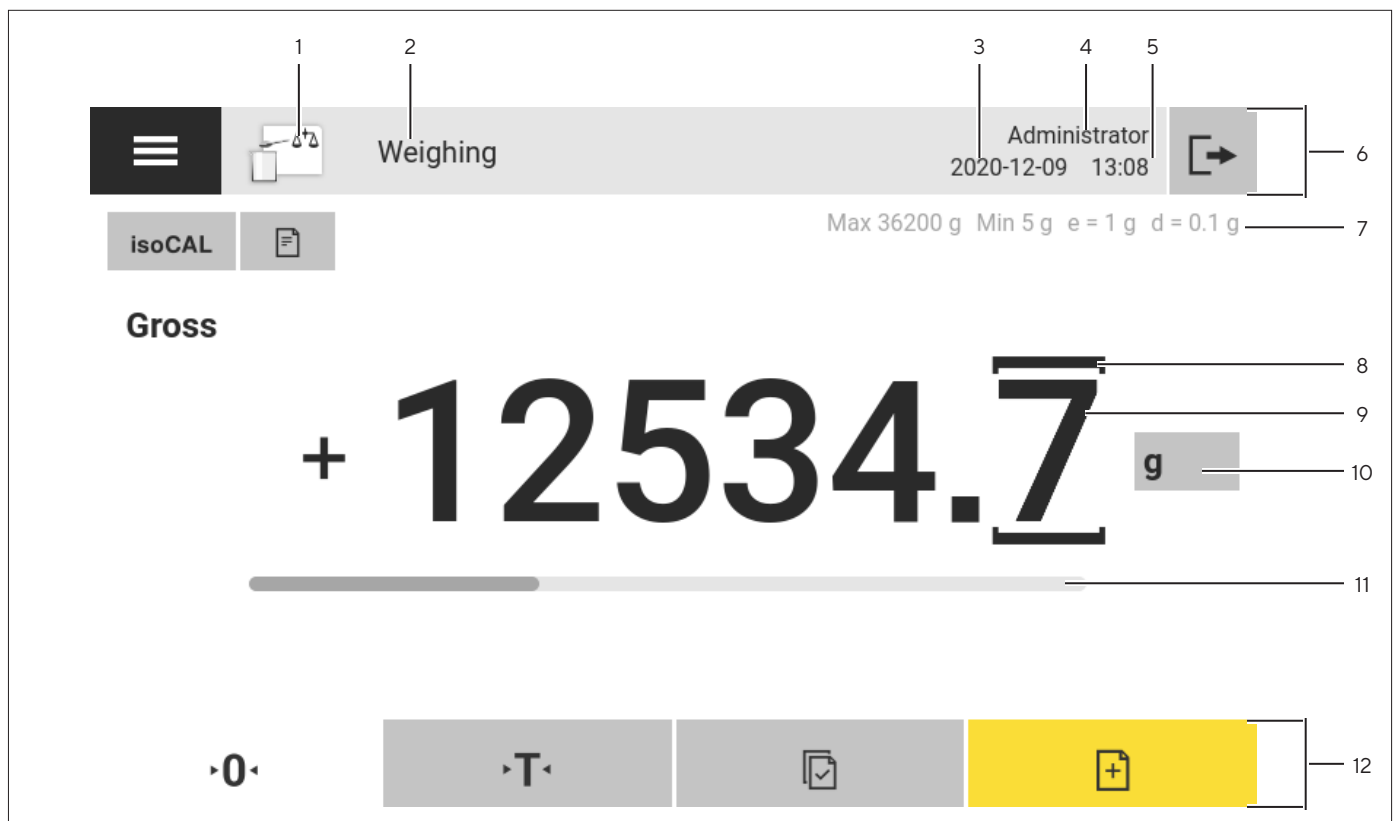 1 2 3 4 5
Administrator
Weighing
2020-12-09 13:08
6
Max 36200 g Min 5 g e = 1 g d = 0.1 g
7
isoCAL
Gross
8
+ 12534.7
9
g
10
11
0 T
12